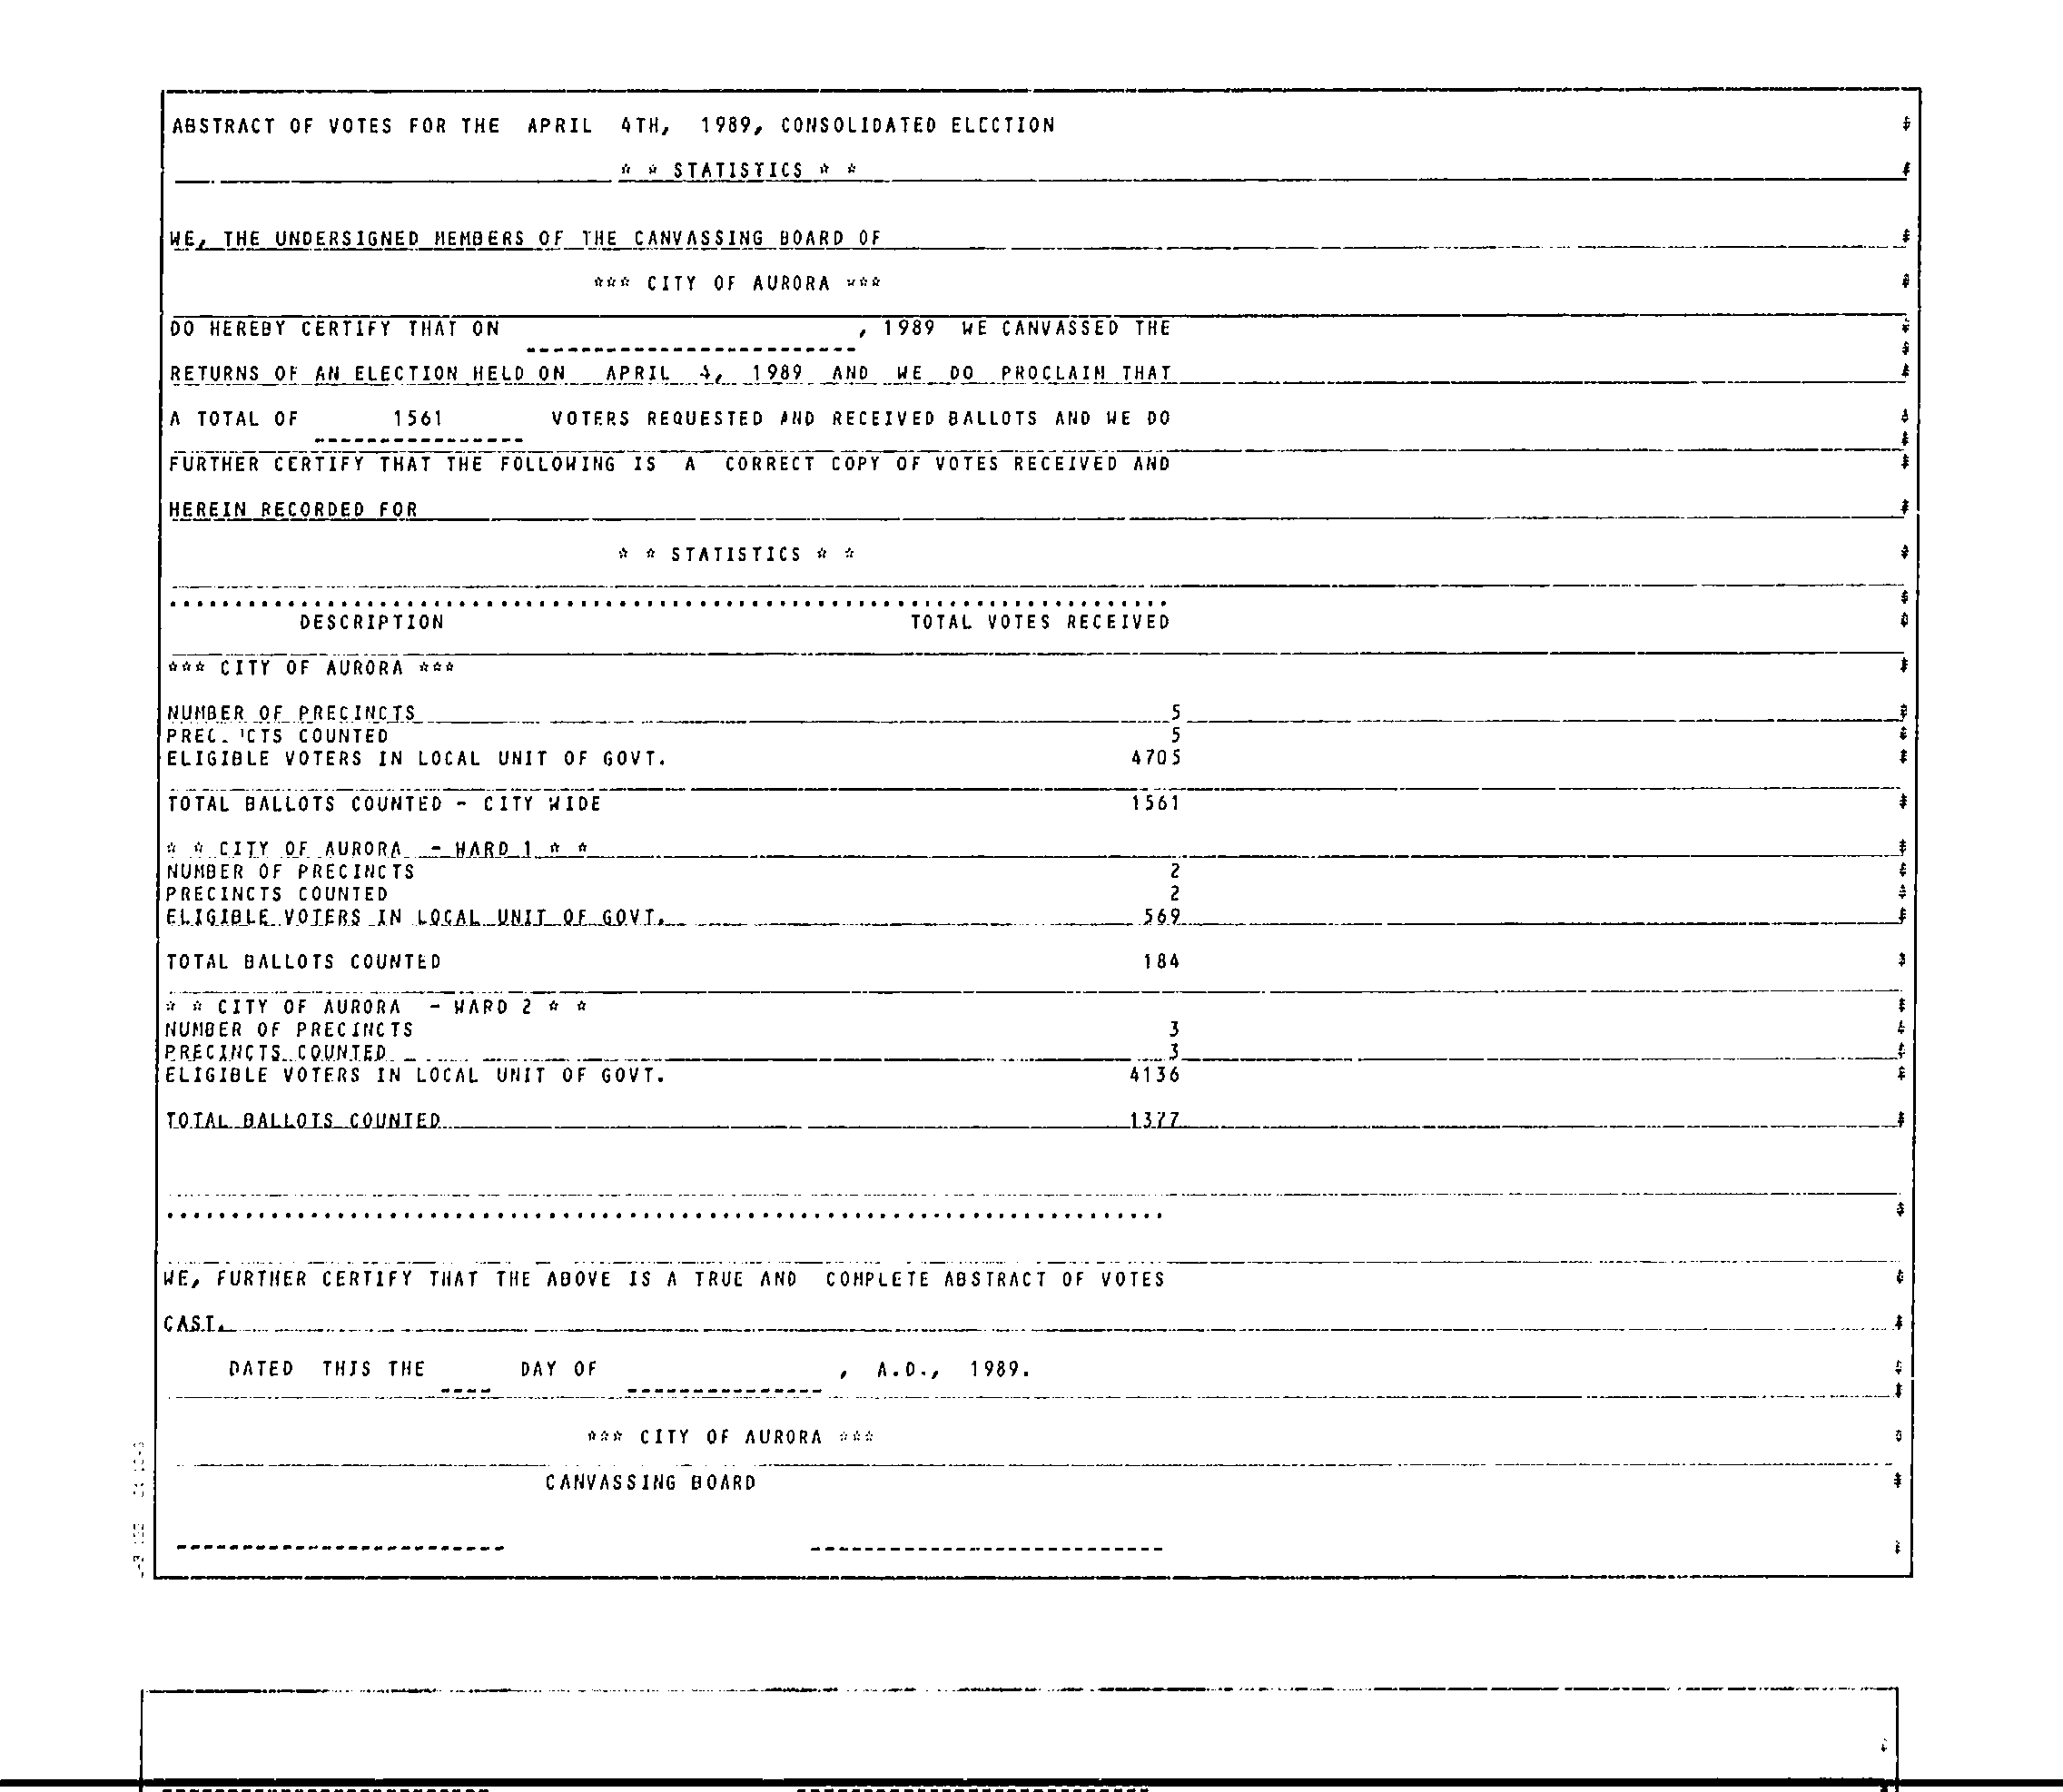 ABSTRACT OF VOTES FOR THE APRIL 4TH, 1989, CONSOLIDATED ELECTION
* * STATISTICS * *
WE, THE UNDERSIGNED MEMBERS OF THE CANVASSING BOARD OF
*** CITY OF AURORA ***
DO HEREBY CERTIFY THAT ON , 1989 WE CANVASSED THE
RETURNS OF AN ELECTION HELD ON APRIL 4, 1989 AND WE DO PROCLAIM THAT
A TOTAL OF 1561 VOTERS REQUESTED AND RECEIVED BALLOTS AND WE DO
FURTHER CERTIFY THAT THE FOLLOWING IS A CORRECT COPY OF VOTES RECEIVED AND
HEREIN RECORDED FOR
* * STATISTICS * *
DESCRIPTION TOTAL VOTES RECEIVED
*** CITY OF AURORA ***
NUMBER OF PRECINCTS 5
COUNTED 5
ELIGIBLE VOTERS IN LOCAL UNIT OF GOVT. 4705
TOTAL BALLOTS COUNTED - CITY WIDE 1561
* * CITY OF AURORA - WARD 1 * *
NUMBER OF PRECINCTS 2
PRECINCTS COUNTED 2
ELIGIBLE VOTERS IN LOCAL UNIT OF GOVT. 569
TOTAL BALLOTS COUNTED 184
* * CITY OF AURORA - WARD 2 * *
NUMBER OF PRECINCTS 3
PRECINCTS COUNTED 3
ELIGIBLE VOTERS IN LOCAL UNIT OF GOVT. 4136
TOTAL BALLOTS COUNTED 1377
WE, FURTHER CERTIFY THAT THE ABOVE IS A TRUE AND COMPLETE ABSTRACT OF VOTES
CAST.
DATED THIS THE DAY OF , A.D., 1989.
*** CITY OF AURORA ***
CANVASSING BOARD